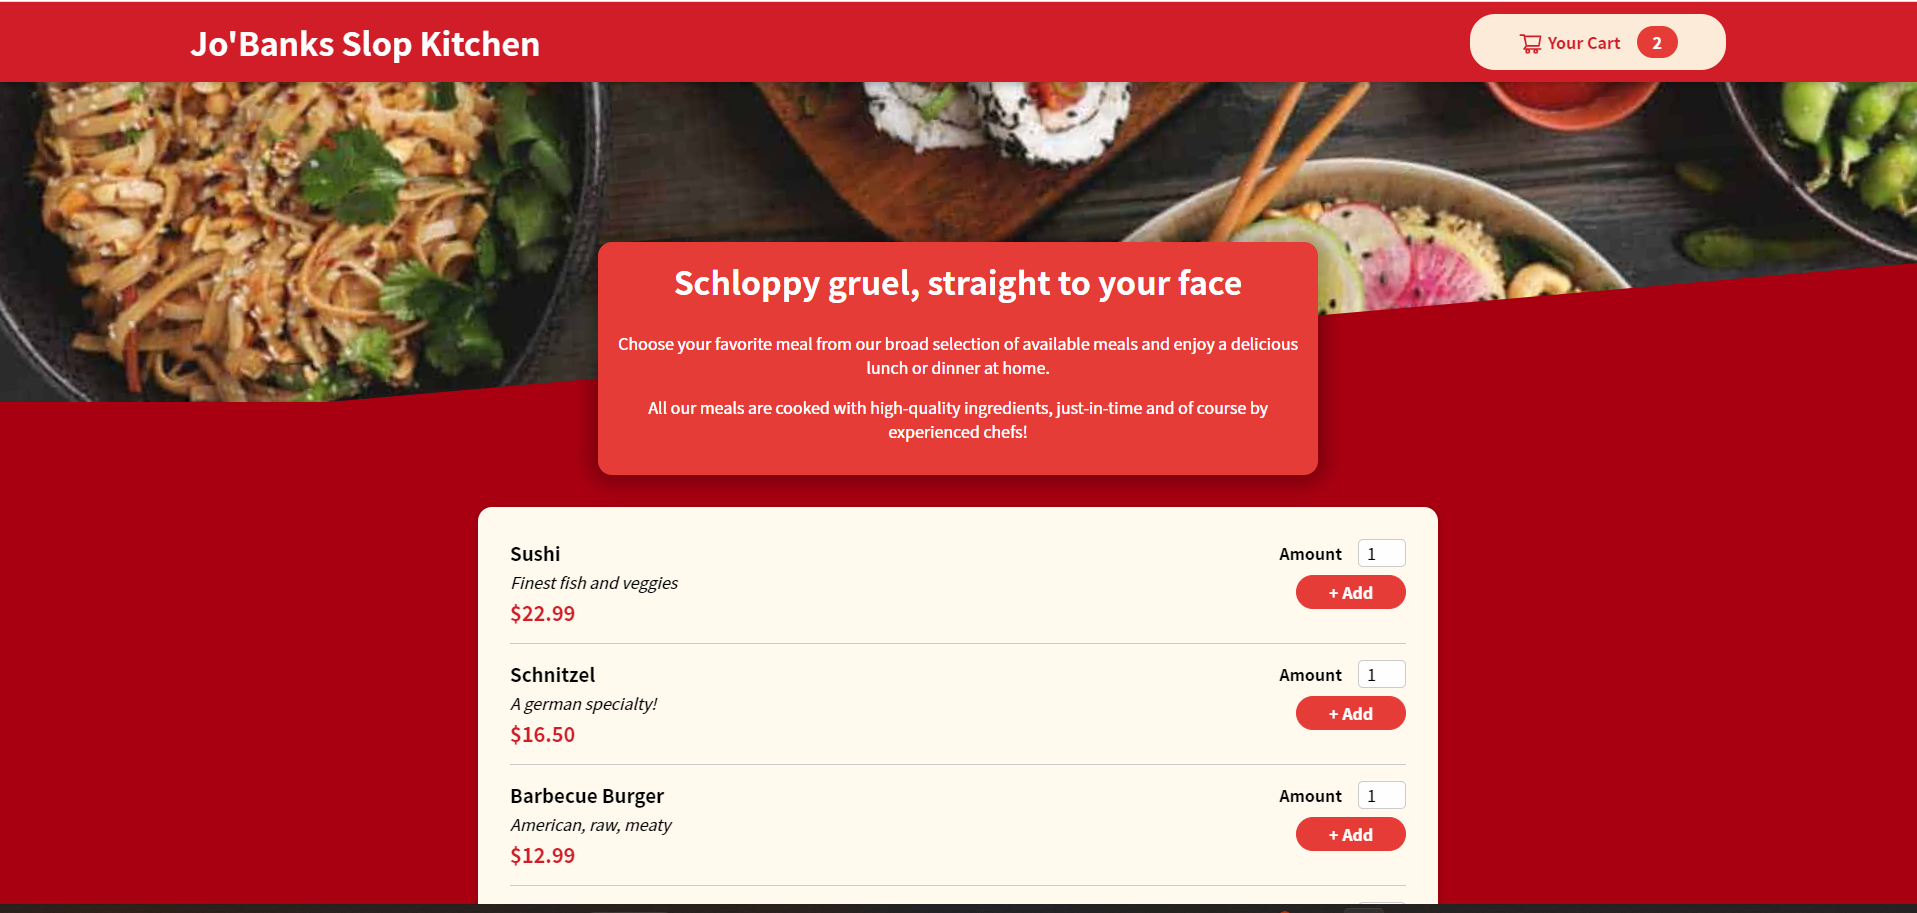 Jo'Banks Slop Kitchen
Your Cart 2
Schloppy gruel, straight to your face
Choose your favorite meal from our broad selection of available meals and enjoy a delicious
lunch or dinner at home.
All our meals are cooked with high-quality ingredients, just-in-time and of course by
experienced chefs!
Sushi
Finest fish and veggies
$22.99
Amount 1
+ Add
Schnitzel
A german specialty!
$16.50
Amount 1
+ Add
Barbecue Burger
American, raw, meaty
$12.99
Amount 1
+ Add